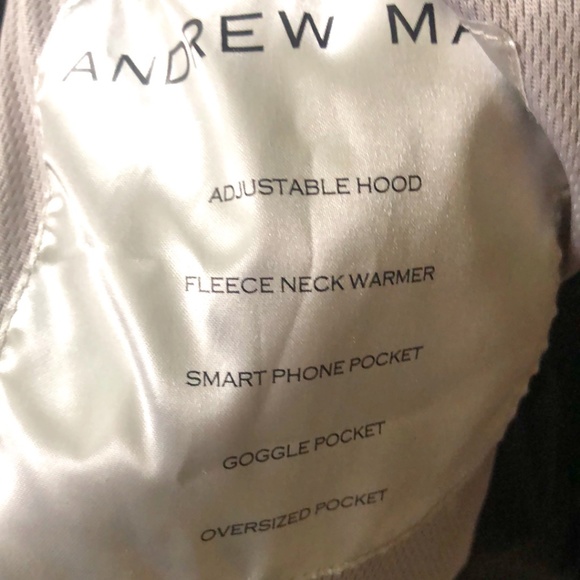 ANDREW MA
ADJUSTABLE HOOD
FLEECE NECK WARMER
SMART PHONE POCKET
GOGGLE POCKET
OVERSIZED POCKET